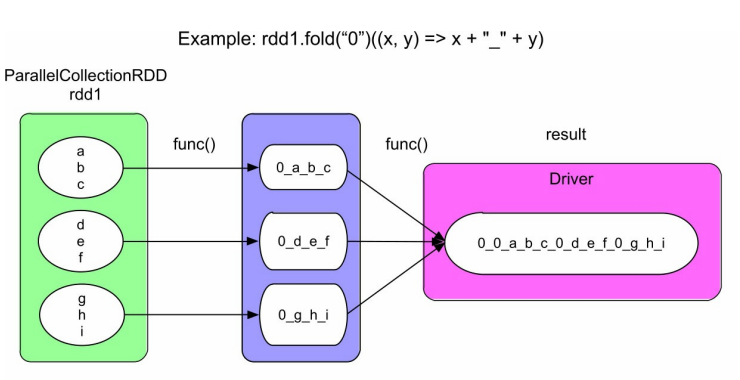 Example: rdd1.fold(“0”)((x, y) => x + "_" + y)
ParallelCollectionRDD
rdd1
func()
func()
result
Driver
a
b
c
0_a_b_c
d
e
f
0_d_e_f
0_0_a_b_c_0_d_e_f_0_g_h_i
g
h
i
0_g_h_i